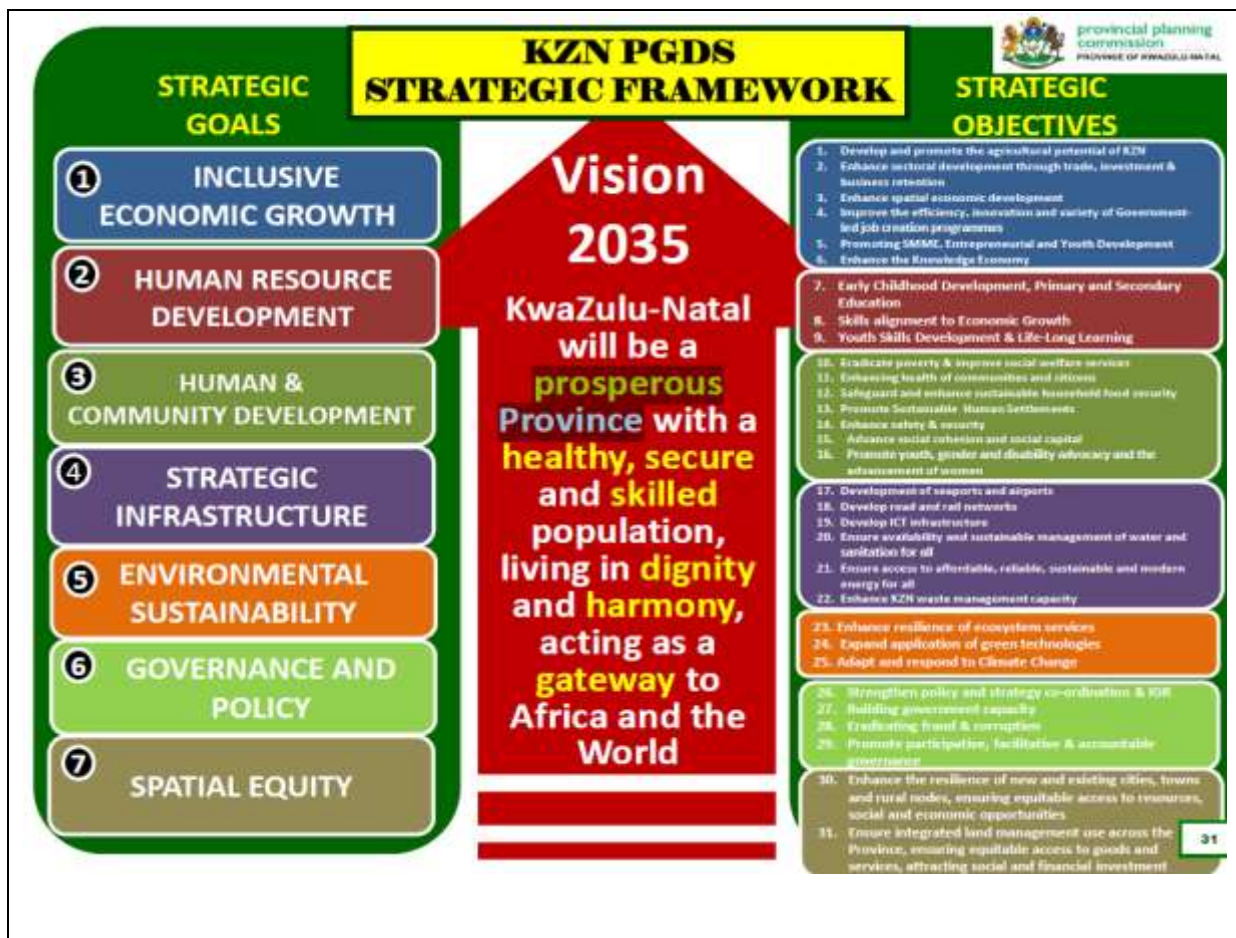 KZN PGDS
STRATEGIC FRAMEWORK
provincial planning
commission
PROVINCE OF KWAZULU-NATAL
STRATEGIC
GOALS
1 INCLUSIVE
ECONOMIC GROWTH
2 HUMAN RESOURCE
DEVELOPMENT
3 HUMAN &
COMMUNITY DEVELOPMENT
4 STRATEGIC
INFRASTRUCTURE
5 ENVIRONMENTAL
SUSTAINABILITY
6 GOVERNANCE AND
POLICY
7 SPATIAL EQUITY
Vision
2035
KwaZulu-Natal
will be a
prosperous
Province with a
healthy, secure
and skilled
population,
living in dignity
and harmony,
acting as a
gateway to
Africa and the
World
STRATEGIC
OBJECTIVES
1. Develop and promote the agricultural potential of KZN
2. Enhance sectoral development through trade, investment &
business retention
3. Enhance spatial economic development
4. Improve the efficiency, innovation and variety of Government-
led job creation programmes
5. Promoting SMME, Entrepreneurial and Youth Development
6. Enhance the Knowledge Economy
7. Early Childhood Development, Primary and Secondary
Education
8. Skills alignment to Economic Growth
9. Youth Skills Development & Life-Long Learning
10. Eradicate poverty & improve social welfare services
11. Enhancing health of communities and citizens
12. Safeguard and enhance sustainable household food security
13. Promote Sustainable Human Settlements
14. Enhance safety & security
15. Advance social cohesion and social capital
16. Promote youth, gender and disability advocacy and the
advancement of women
17. Development of seaports and airports
18. Develop road and rail networks
19. Develop ICT infrastructure
20. Ensure availability and sustainable management of water and
sanitation for all
21. Ensure access to affordable, reliable, sustainable and modern
energy for all
22. Enhance KZN waste management capacity
23. Enhance resilience of ecosystem services
24. Expand application of green technologies
25. Adapt and respond to Climate Change
26. Strengthen policy and strategy co-ordination & IGR
27. Building government capacity
28. Eradicating fraud & corruption
29. Promote participative, facilitative & accountable
governance
30. Enhance the resilience of new and existing cities, towns
and rural nodes, ensuring equitable access to resources,
social and economic opportunities
31. Ensure integrated land management use across the
Province, ensuring equitable access to goods and
services, attracting social and financial investment
31